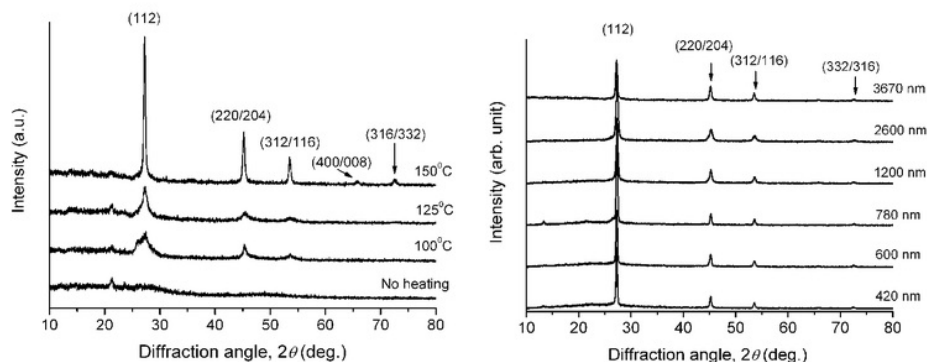 (112)
(220/204)
(312/116)
(400/008)
(316/332)
150°C
125°C
100°C
No heating
Intensity (a.u.)
10 20 30 40 50 60 70 80
Diffraction angle, 2θ (deg.)
(112)
(220/204)
(312/116)
(332/316)
3670 nm
2600 nm
1200 nm
780 nm
600 nm
420 nm
Intensity (arb. unit)
10 20 30 40 50 60 70 80
Diffraction angle, 2θ (deg.)